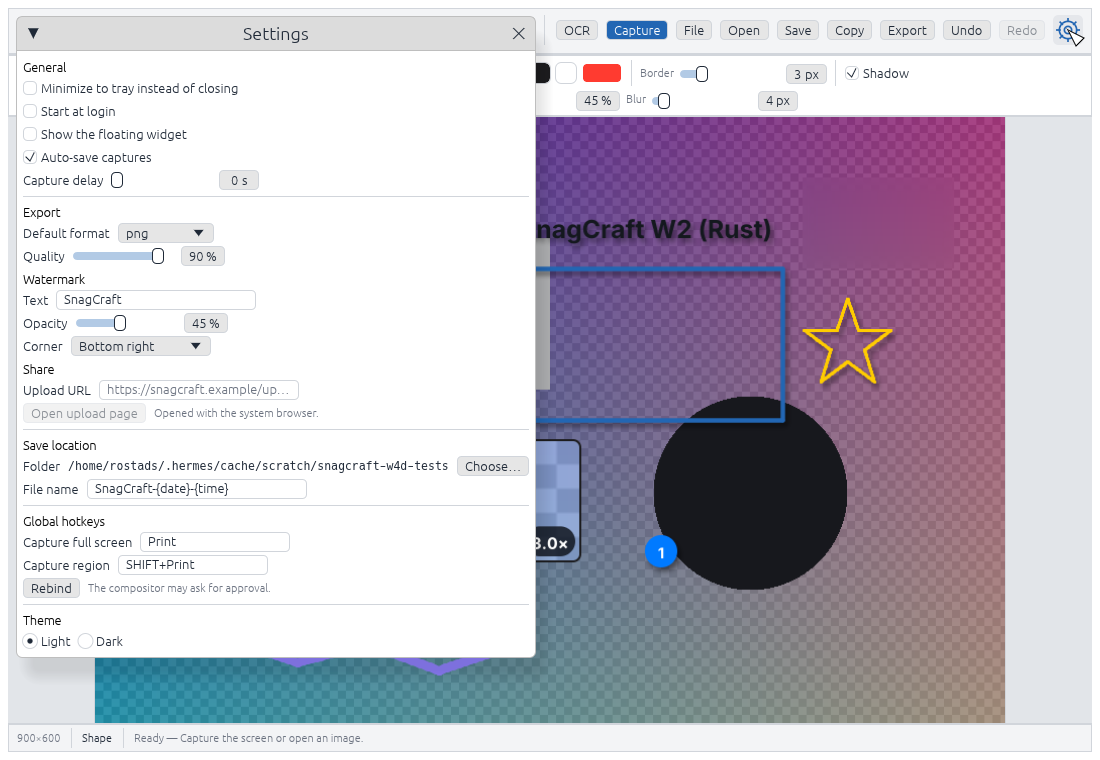 Settings
OCR Capture File Open Save Copy Export Undo Redo
Border 3 px Shadow
45 % Blur 4 px
General
Minimize to tray instead of closing
Start at login
Show the floating widget
Auto-save captures
Capture delay 0 s
Export
Default format png
Quality 90 %
Watermark
Text SnagCraft
Opacity 45 %
Corner Bottom right
Share
Upload URL https://snagcraft.example/up...
Open upload page Opened with the system browser.
Save location
Folder /home/rostads/.hermes/cache/scratch/snagcraft-w4d-tests Choose...
File name SnagCraft-{date}-{time}
Global hotkeys
Capture full screen Print
Capture region SHIFT+Print
Rebind The compositor may ask for approval.
Theme
Light Dark
nagCraft W2 (Rust)
.0×
1
900×600 Shape Ready — Capture the screen or open an image.